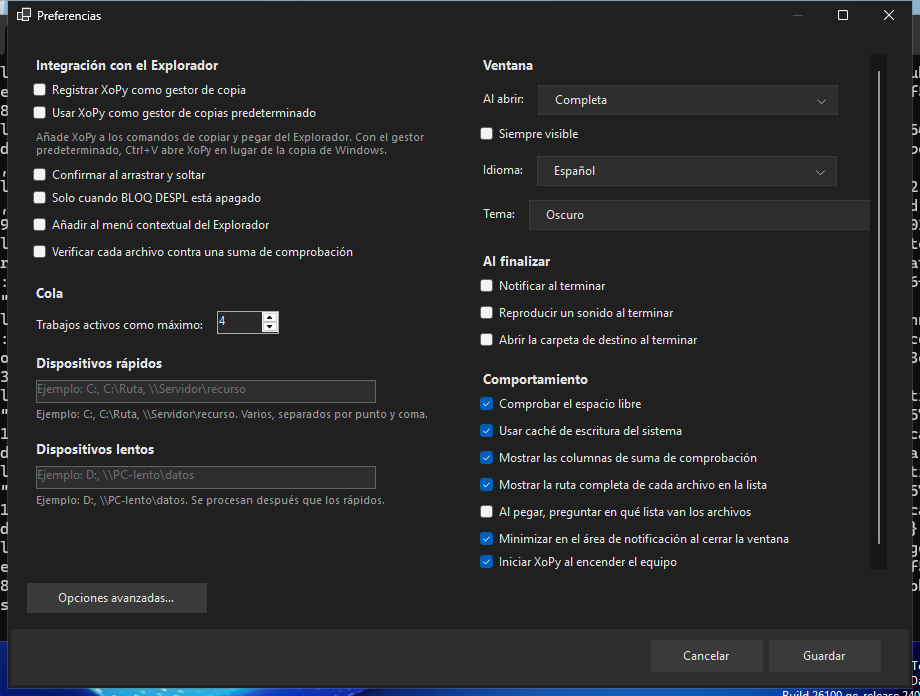 Preferencias
Integración con el Explorador
Registrar XoPy como gestor de copia
Usar XoPy como gestor de copias predeterminado
Añade XoPy a los comandos de copiar y pegar del Explorador. Con el gestor
predeterminado, Ctrl+V abre XoPy en lugar de la copia de Windows.
Confirmar al arrastrar y soltar
Solo cuando BLOQ DESPL está apagado
Añadir al menú contextual del Explorador
Verificar cada archivo contra una suma de comprobación
Cola
Trabajos activos como máximo: 4
Dispositivos rápidos
Ejemplo: C:, C:\Ruta, \\Servidor\recurso
Ejemplo: C:, C:\Ruta, \\Servidor\recurso. Varios, separados por punto y coma.
Dispositivos lentos
Ejemplo: D:, \\PC-lento\datos
Ejemplo: D:, \\PC-lento\datos. Se procesan después que los rápidos.
Opciones avanzadas...
Ventana
Al abrir: Completa
Siempre visible
Idioma: Español
Tema: Oscuro
Al finalizar
Notificar al terminar
Reproducir un sonido al terminar
Abrir la carpeta de destino al terminar
Comportamiento
Comprobar el espacio libre
Usar caché de escritura del sistema
Mostrar las columnas de suma de comprobación
Mostrar la ruta completa de cada archivo en la lista
Al pegar, preguntar en qué lista van los archivos
Minimizar en el área de notificación al cerrar la ventana
Iniciar XoPy al encender el equipo
Cancelar
Guardar